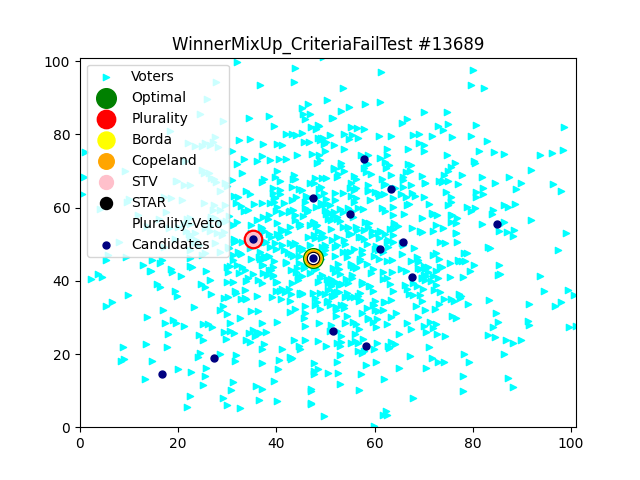 WinnerMixUp_CriteriaFailTest #13689
Voters
Optimal
Plurality
Borda
Copeland
STV
STAR
Plurality-Veto
Candidates
100
80
60
40
20
0
0 20 40 60 80 100